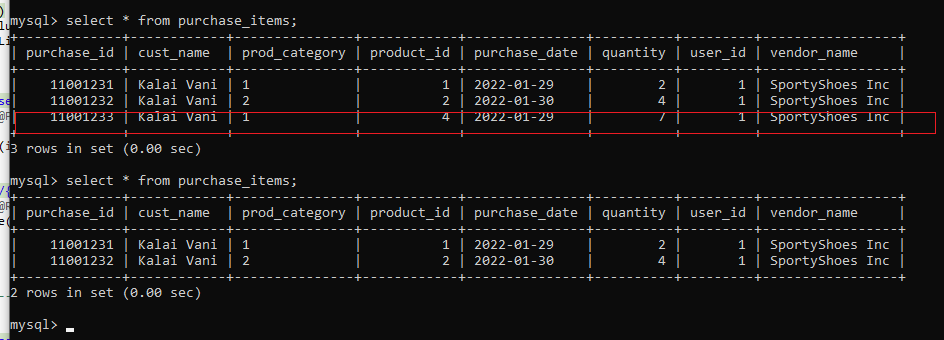 mysql> select * from purchase_items;
| purchase_id | cust_name | prod_category | product_id | purchase_date | quantity | user_id | vendor_name |
| 11001231 | Kalai Vani | 1 | 1 | 2022-01-29 | 2 | 1 | SportyShoes Inc |
| 11001232 | Kalai Vani | 2 | 2 | 2022-01-30 | 4 | 1 | SportyShoes Inc |
| 11001233 | Kalai Vani | 1 | 4 | 2022-01-29 | 7 | 1 | SportyShoes Inc |
3 rows in set (0.00 sec)
mysql> select * from purchase_items;
| purchase_id | cust_name | prod_category | product_id | purchase_date | quantity | user_id | vendor_name |
| 11001231 | Kalai Vani | 1 | 1 | 2022-01-29 | 2 | 1 | SportyShoes Inc |
| 11001232 | Kalai Vani | 2 | 2 | 2022-01-30 | 4 | 1 | SportyShoes Inc |
2 rows in set (0.00 sec)
mysql>